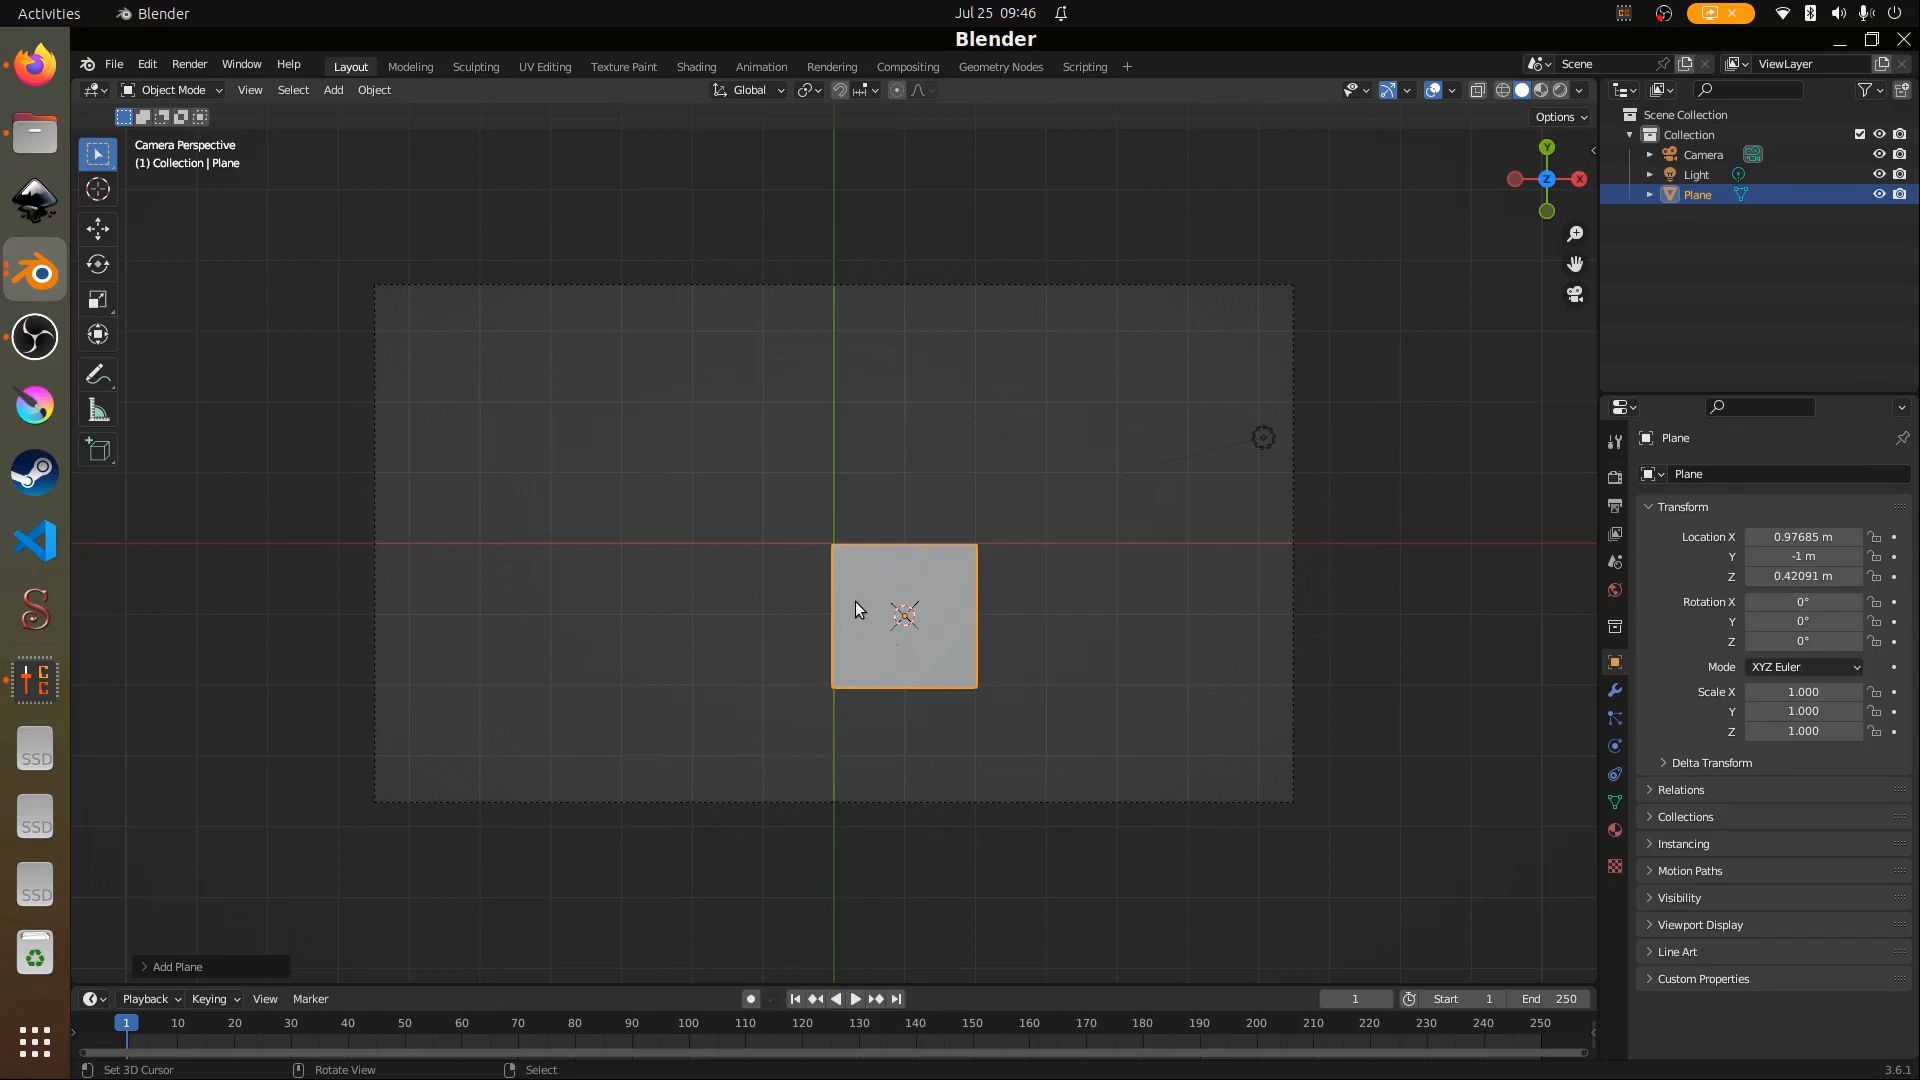 Activities
Blender
Jul 25 09:46
Blender
File Edit Render Window Help
Layout Modeling Sculpting UV Editing Texture Paint Shading Animation Rendering Compositing Geometry Nodes Scripting +
Scene
ViewLayer
Object Mode View Select Add Object
Global
Options
Camera Perspective
(1) Collection | Plane
Y
X
Z
Scene Collection
Collection
Camera
Light
Plane
Plane
Plane
Transform
Location X 0.97685 m
Y -1 m
Z 0.42091 m
Rotation X 0°
Y 0°
Z 0°
Mode XYZ Euler
Scale X 1.000
Y 1.000
Z 1.000
Delta Transform
Relations
Collections
Instancing
Motion Paths
Visibility
Viewport Display
Line Art
Custom Properties
SSD
SSD
SSD
Add Plane
Playback Keying View Marker
1 Start 1 End 250
1 10 20 30 40 50 60 70 80 90 100 110 120 130 140 150 160 170 180 190 200 210 220 230 240 250
Set 3D Cursor Rotate View Select
3.6.1